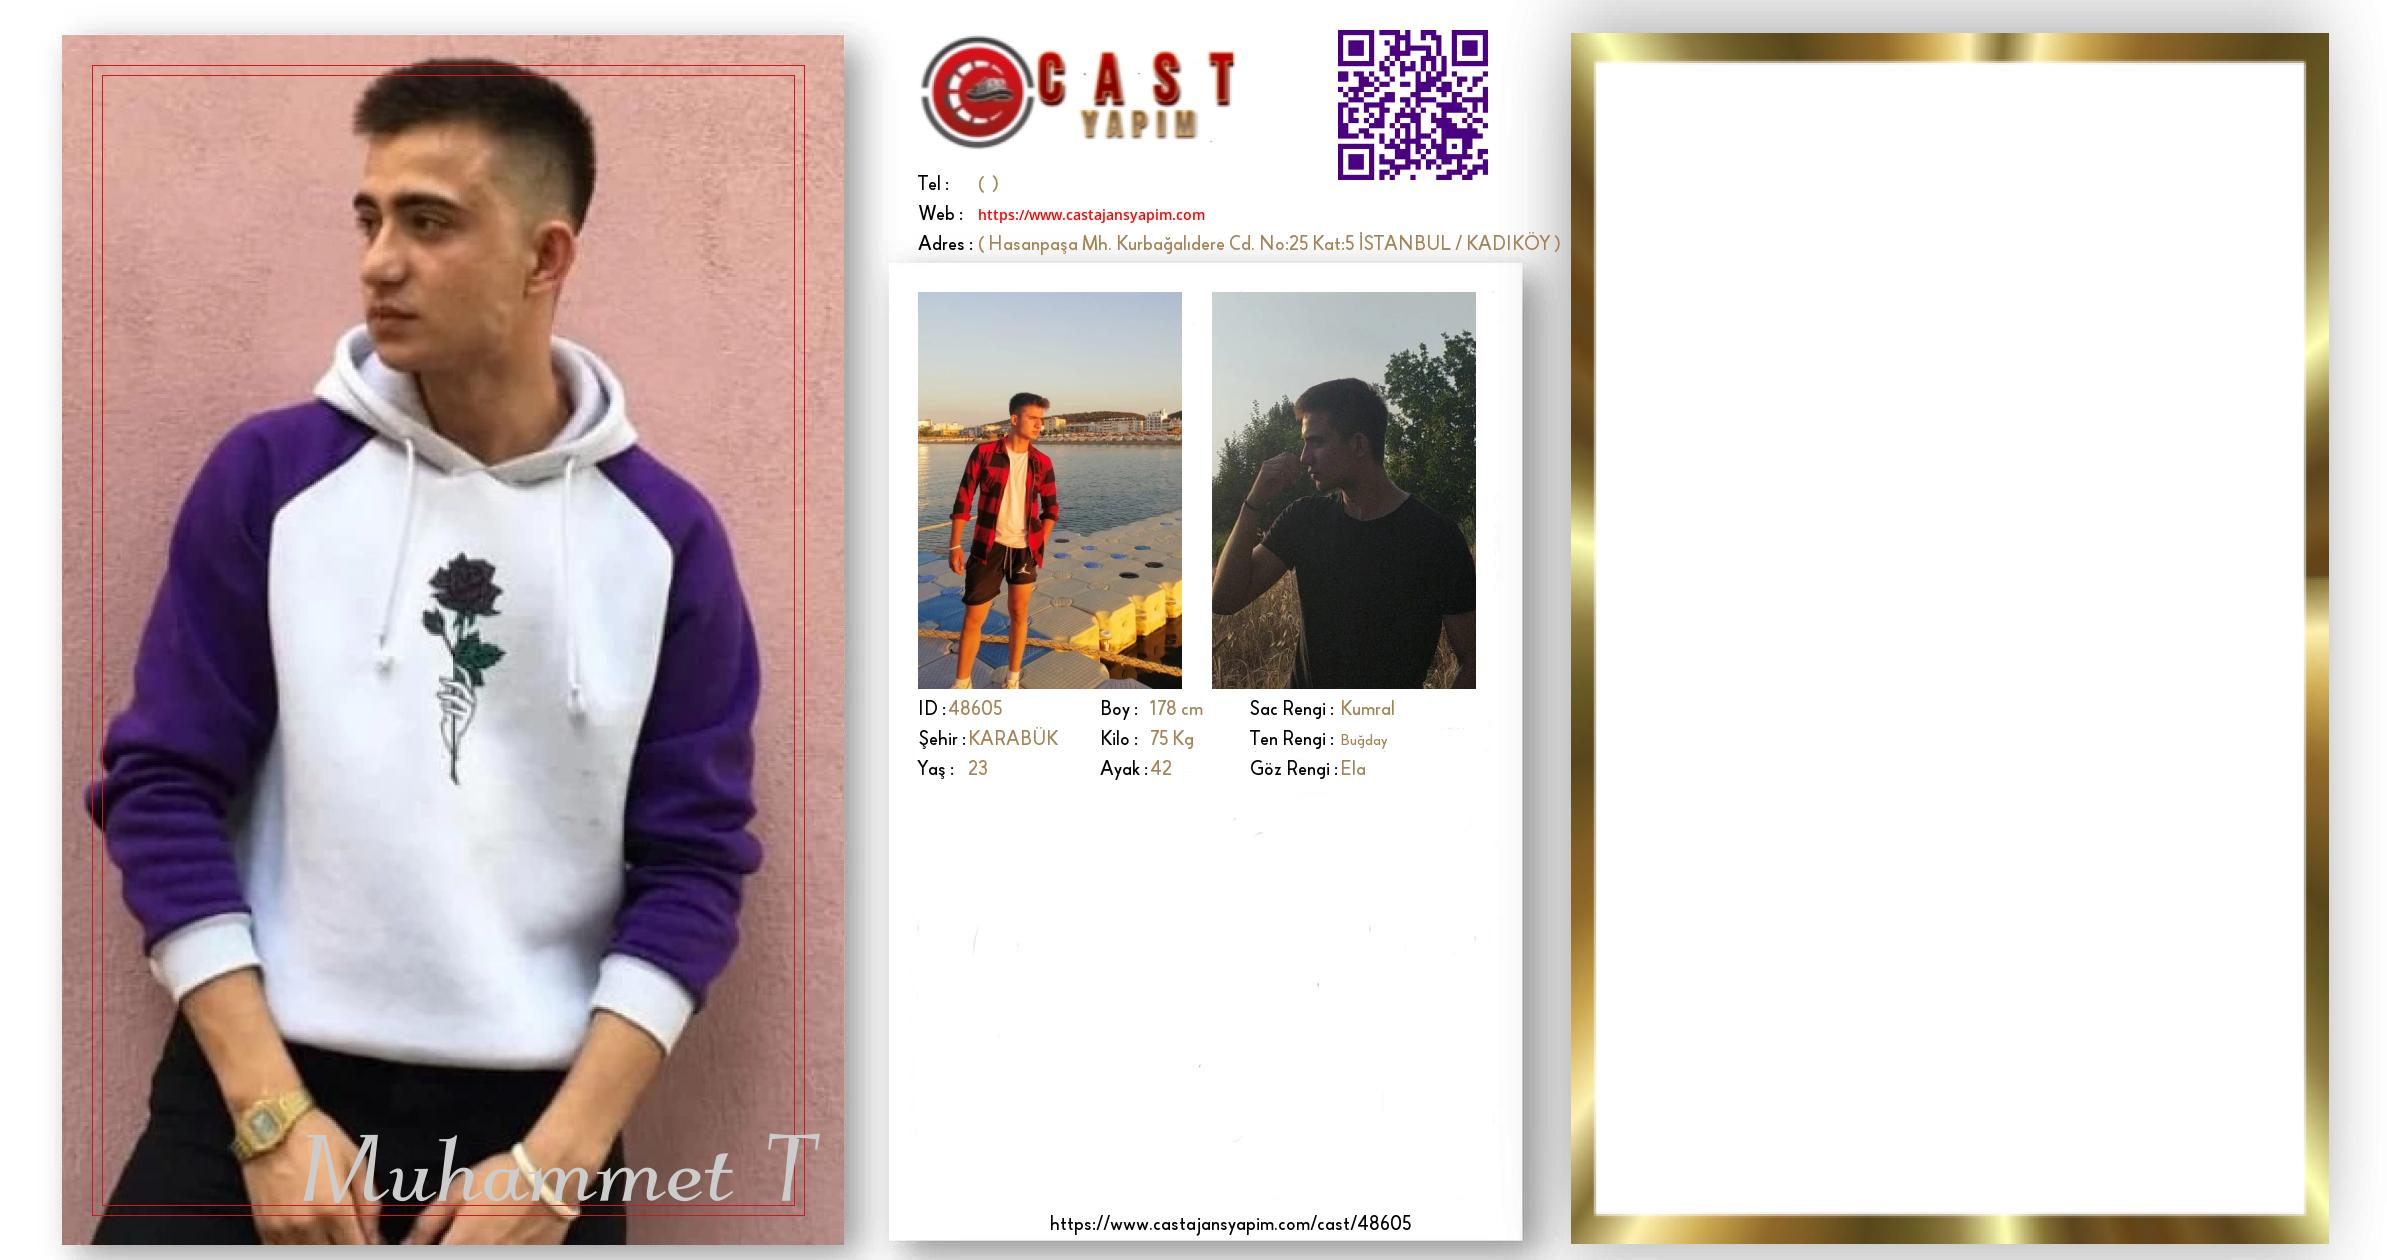 Muhammet T
CAST
YAPIM
Tel : ( )
Web : https://www.castajansyapim.com
Adres : ( Hasanpaşa Mh. Kurbağalıdere Cd. No:25 Kat:5 İSTANBUL / KADIKÖY )
ID : 48605 Boy : 178 cm Sac Rengi : Kumral
Şehir : KARABÜK Kilo : 75 Kg Ten Rengi : Buğday
Yaş : 23 Ayak : 42 Göz Rengi : Ela
https://www.castajansyapim.com/cast/48605